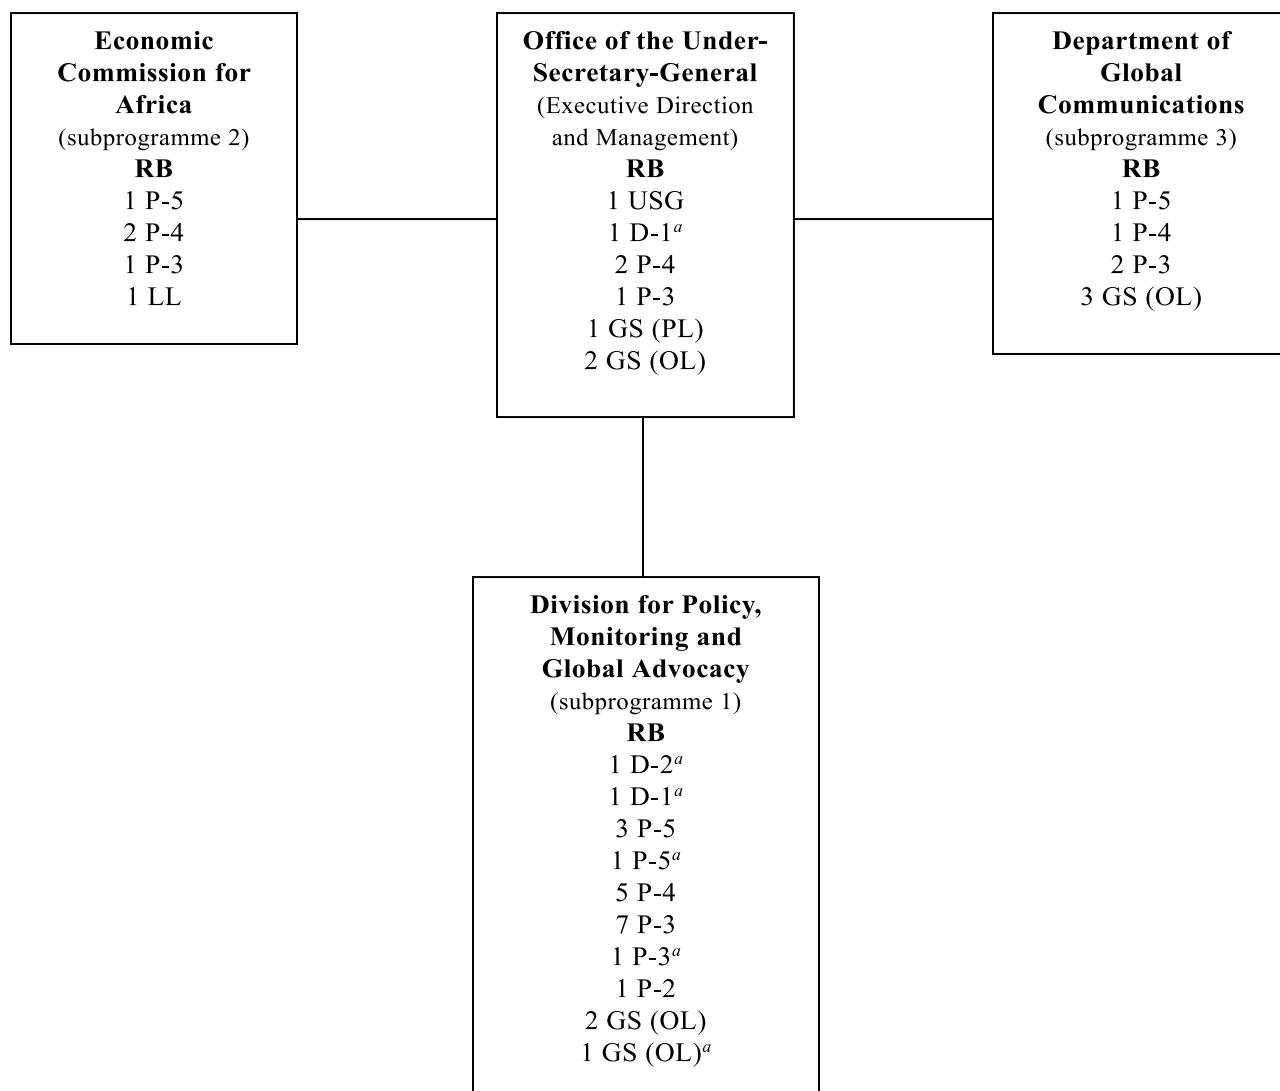 Economic
Commission for
Africa
(subprogramme 2)
RB
1 P-5
2 P-4
1 P-3
1 LL
Office of the Under-
Secretary-General
(Executive Direction
and Management)
RB
1 USG
1 D-1ᵃ
2 P-4
1 P-3
1 GS (PL)
2 GS (OL)
Department of
Global
Communications
(subprogramme 3)
RB
1 P-5
1 P-4
2 P-3
3 GS (OL)
Division for Policy,
Monitoring and
Global Advocacy
(subprogramme 1)
RB
1 D-2ᵃ
1 D-1ᵃ
3 P-5
1 P-5ᵃ
5 P-4
7 P-3
1 P-3ᵃ
1 P-2
2 GS (OL)
1 GS (OL)ᵃ